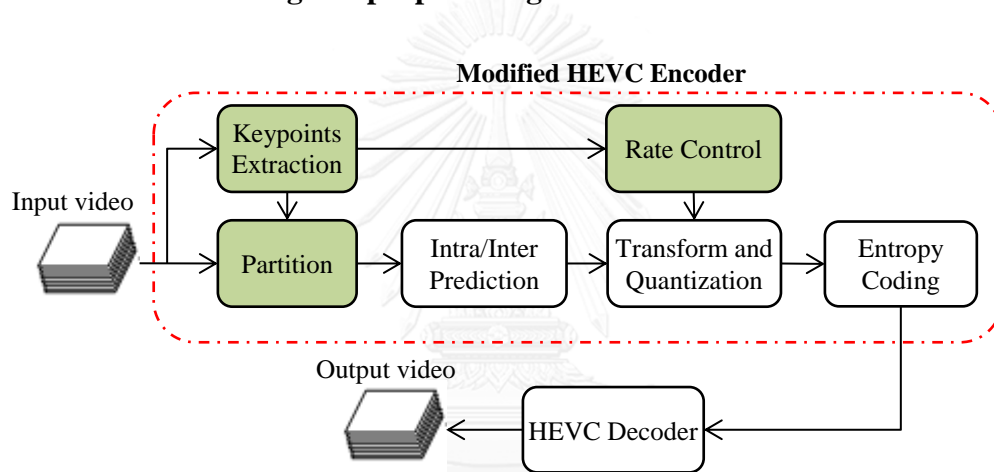 Modified HEVC Encoder
Keypoints
Extraction
Rate Control
Input video
Partition
Intra/Inter
Prediction
Transform and
Quantization
Entropy
Coding
Output video
HEVC Decoder